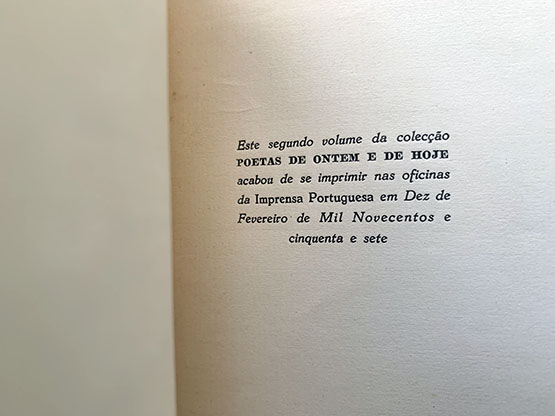 Este segundo volume da colecção
POETAS DE ONTEM E DE HOJE
acabou de se imprimir nas oficinas
da Imprensa Portuguesa em Dez de
Fevereiro de Mil Novecentos e
cinquenta e sete